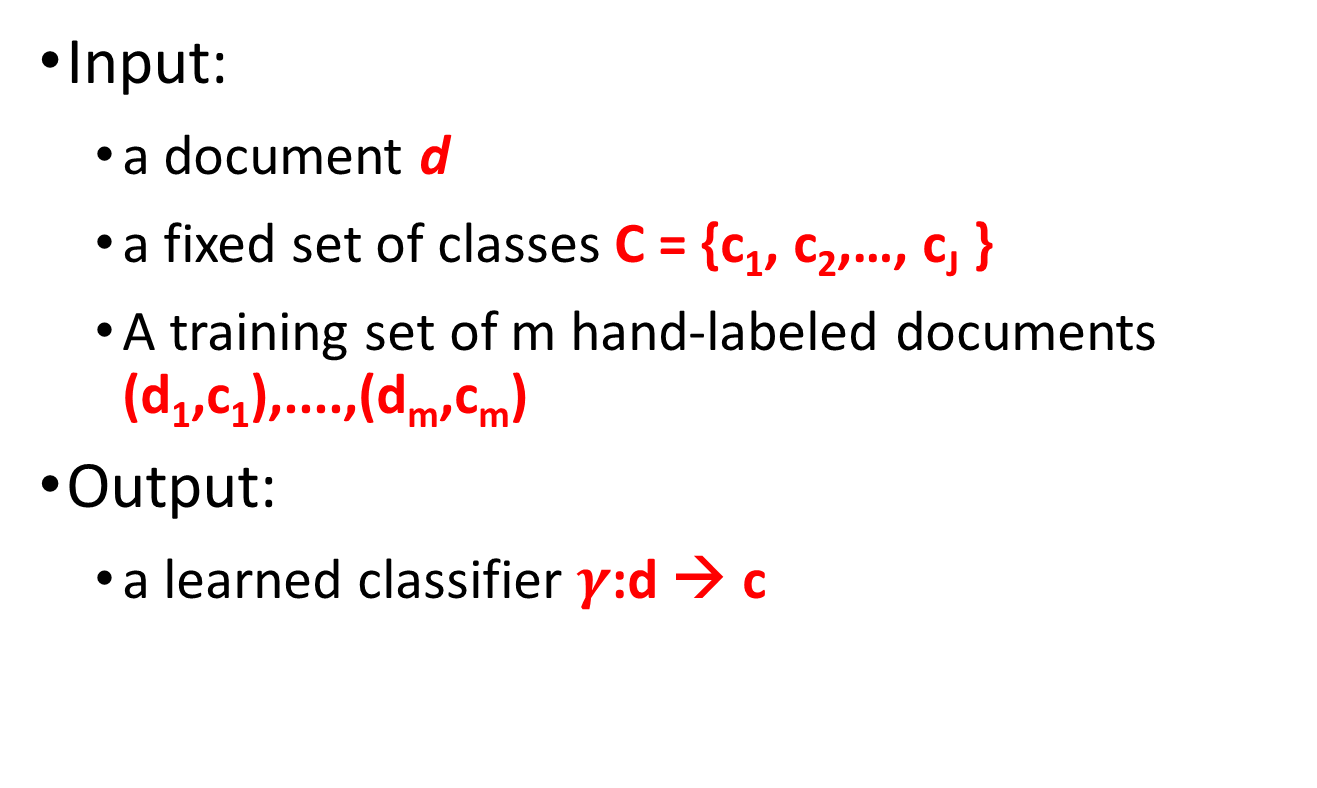 •Input:
•a document d
•a fixed set of classes C = {c₁, c₂,…, c_J }
•A training set of m hand-labeled documents
(d₁,c₁),....,(dₘ,cₘ)
•Output:
•a learned classifier γ:d → c